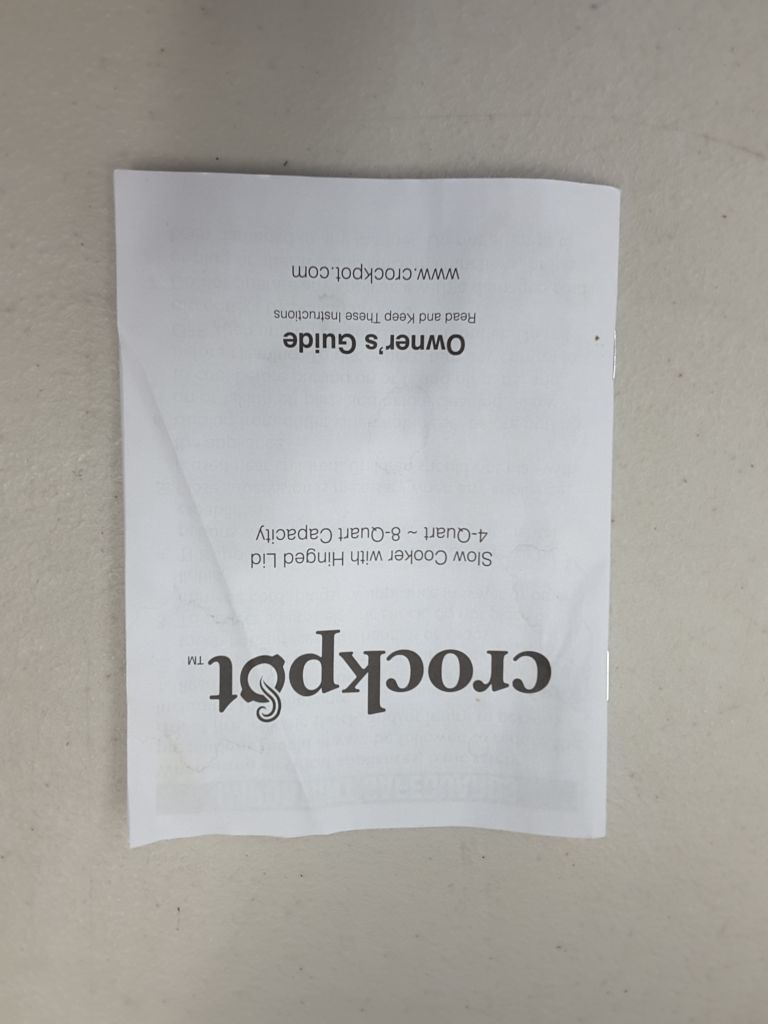 crockpot™
Slow Cooker with Hinged Lid
4-Quart ~ 8-Quart Capacity
Owner's Guide
Read and Keep These Instructions
www.crockpot.com